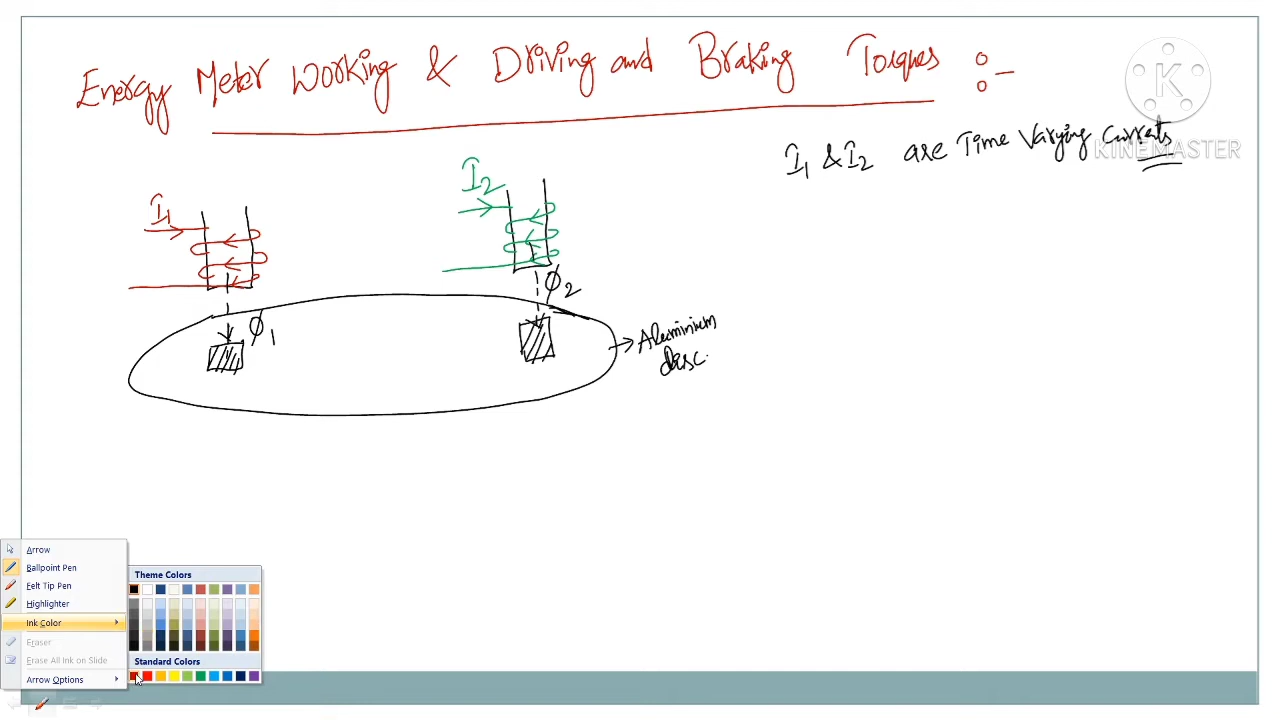 Energy Meter Working & Driving and Braking Torques :-
K
KINEMASTER
I1 & I2 are Time Varying Currents
I1
I2
ϕ1
ϕ2
Aluminium
disc.
Arrow
Ballpoint Pen
Felt Tip Pen
Highlighter
Ink Color
Eraser
Erase All Ink on Slide
Arrow Options
Theme Colors
Standard Colors